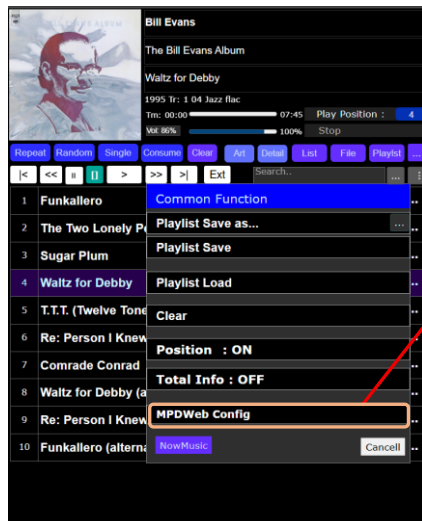 Bill Evans
The Bill Evans Album
Waltz for Debby
1995 Tr: 1 04 Jazz flac
Tm: 00:00 07:45 Play Position : 4
Vol: 86% 100% Stop
Repeat Random Single Consume Clear Art Detail List File Playlst ...
|< << II [] > >> >| Ext Search.. ...
1 Funkallero
Common Function
2 The Two Lonely P
Playlist Save as... ...
Playlist Save
3 Sugar Plum
4 Waltz for Debby
Playlist Load
5 T.T.T. (Twelve Tone
Clear
6 Re: Person I Knew
Position : ON
7 Comrade Conrad
Total Info : OFF
8 Waltz for Debby (a
9 Re: Person I Knew
MPDWeb Config
10 Funkallero (alterna
NowMusic Cancell